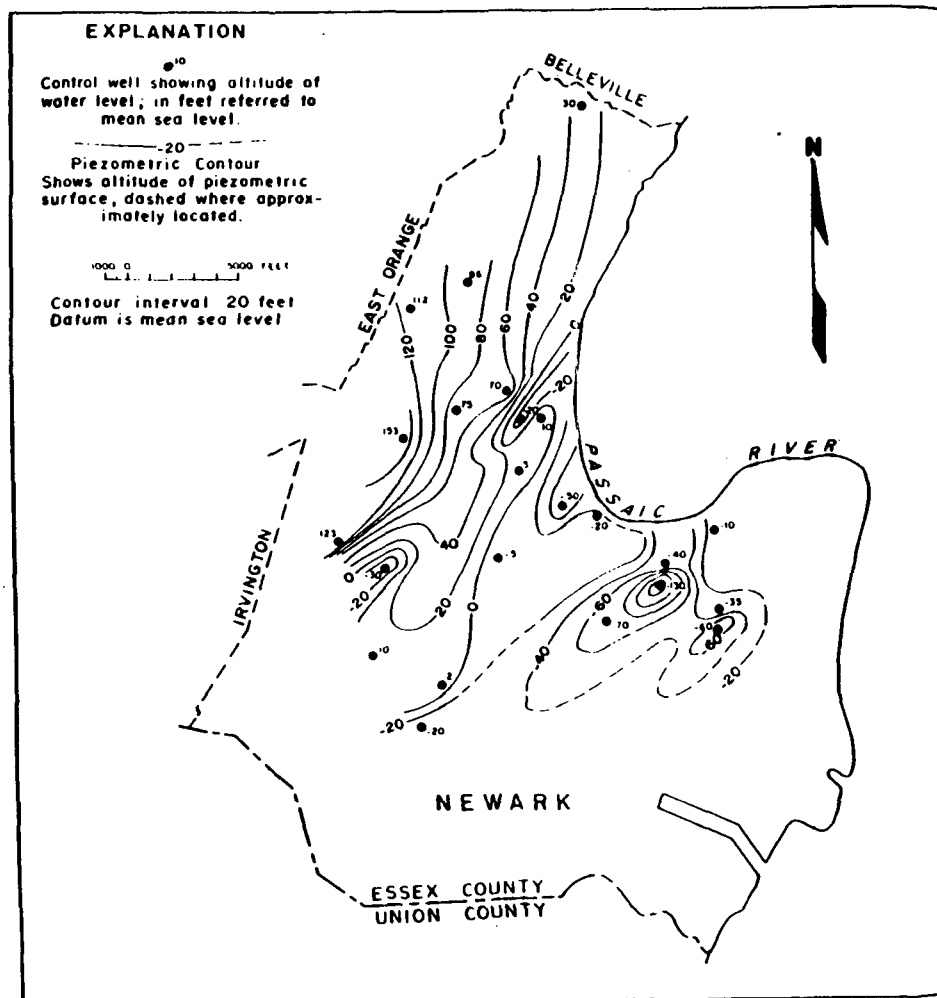 EXPLANATION
10
Control well showing altitude of
water level; in feet referred to
mean sea level.
-20
Piezometric Contour
Shows altitude of piezometric
surface, dashed where approx-
imately located.
1000 0 5000 FEET
Contour interval 20 feet
Datum is mean sea level
BELLEVILLE
30
N
EAST ORANGE
112
120
100
80
60
40
20
0
70
-20
75
10
153
3
PASSAIC
RIVER
-50
-20
-10
123
40
-5
-40
IRVINGTON
0
-30
-20
20
0
-60
-130
-35
-70
-60
10
-40
-20
2
-20
-20
NEWARK
ESSEX COUNTY
UNION COUNTY